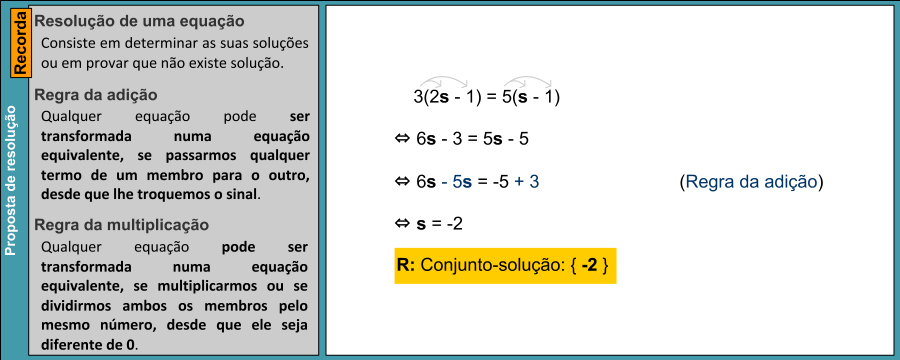 Proposta de resolução
Recorda
Resolução de uma equação
Consiste em determinar as suas soluções
ou em provar que não existe solução.
Regra da adição
Qualquer equação pode ser
transformada numa equação
equivalente, se passarmos qualquer
termo de um membro para o outro,
desde que lhe troquemos o sinal.
Regra da multiplicação
Qualquer equação pode ser
transformada numa equação
equivalente, se multiplicarmos ou se
dividirmos ambos os membros pelo
mesmo número, desde que ele seja
diferente de 0.
3(2s - 1) = 5(s - 1)
⇔ 6s - 3 = 5s - 5
⇔ 6s - 5s = -5 + 3 (Regra da adição)
⇔ s = -2
R: Conjunto-solução: { -2 }